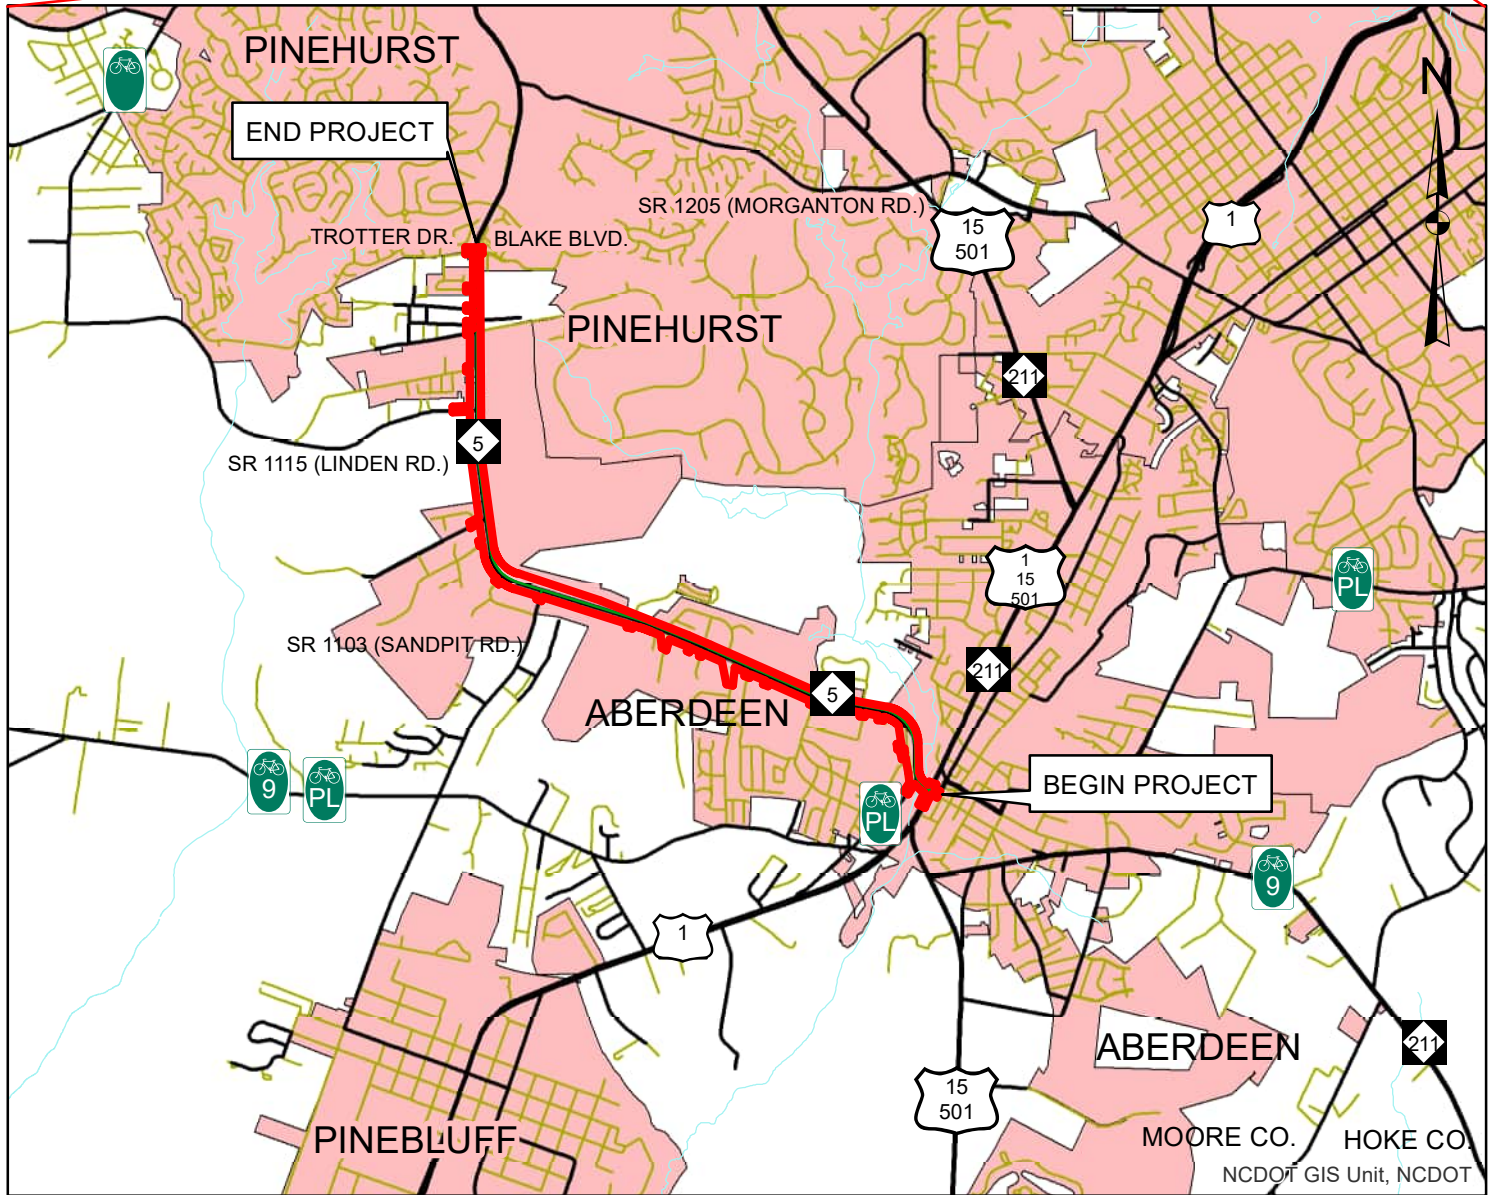 PINEHURST
N
END PROJECT
SR 1205 (MORGANTON RD.)
1
15
501
TROTTER DR.
BLAKE BLVD.
PINEHURST
211
5
SR 1115 (LINDEN RD.)
1
15
501
PL
SR 1103 (SANDPIT RD.)
211
5
ABERDEEN
9
PL
BEGIN PROJECT
PL
9
1
211
ABERDEEN
15
501
PINEBLUFF
MOORE CO.
HOKE CO.
NCDOT GIS Unit, NCDOT